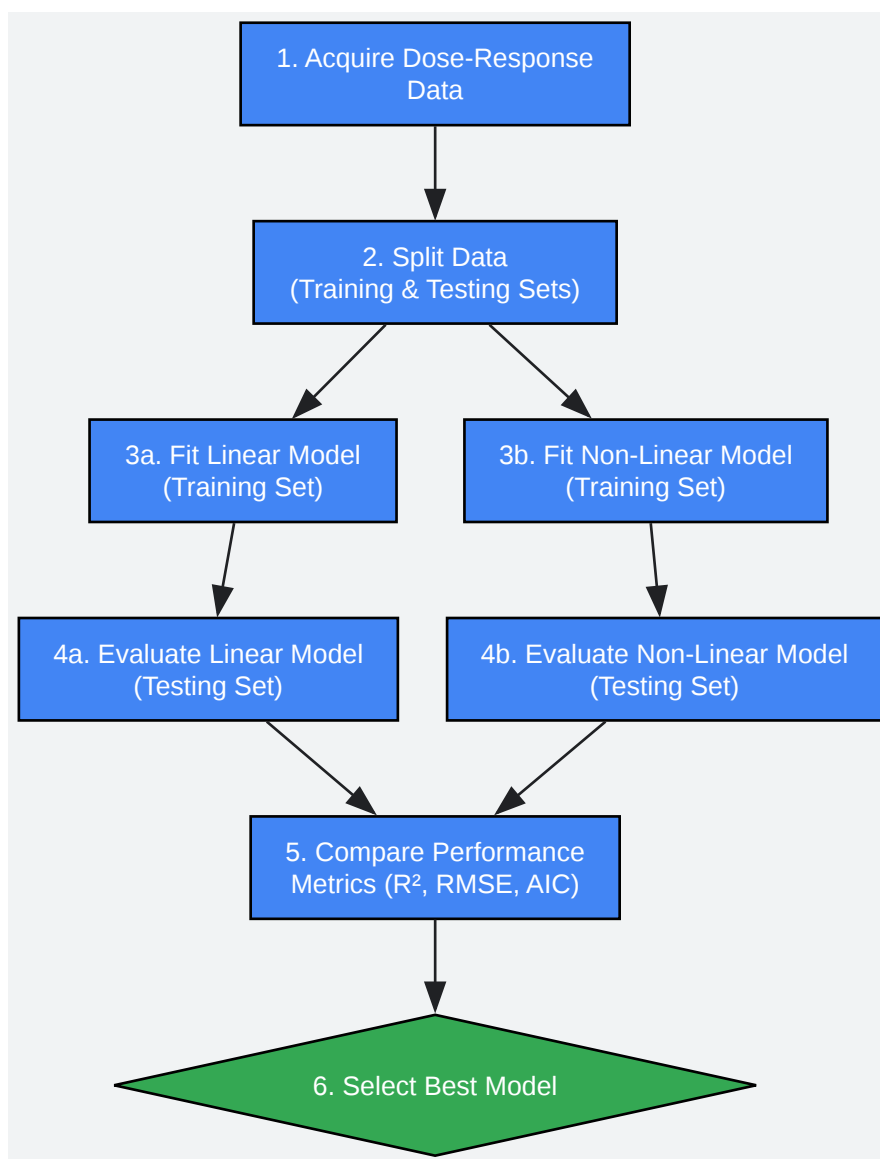 1. Acquire Dose-Response
Data
2. Split Data
(Training & Testing Sets)
3a. Fit Linear Model
(Training Set)
3b. Fit Non-Linear Model
(Training Set)
4a. Evaluate Linear Model
(Testing Set)
4b. Evaluate Non-Linear Model
(Testing Set)
5. Compare Performance
Metrics (R², RMSE, AIC)
6. Select Best Model